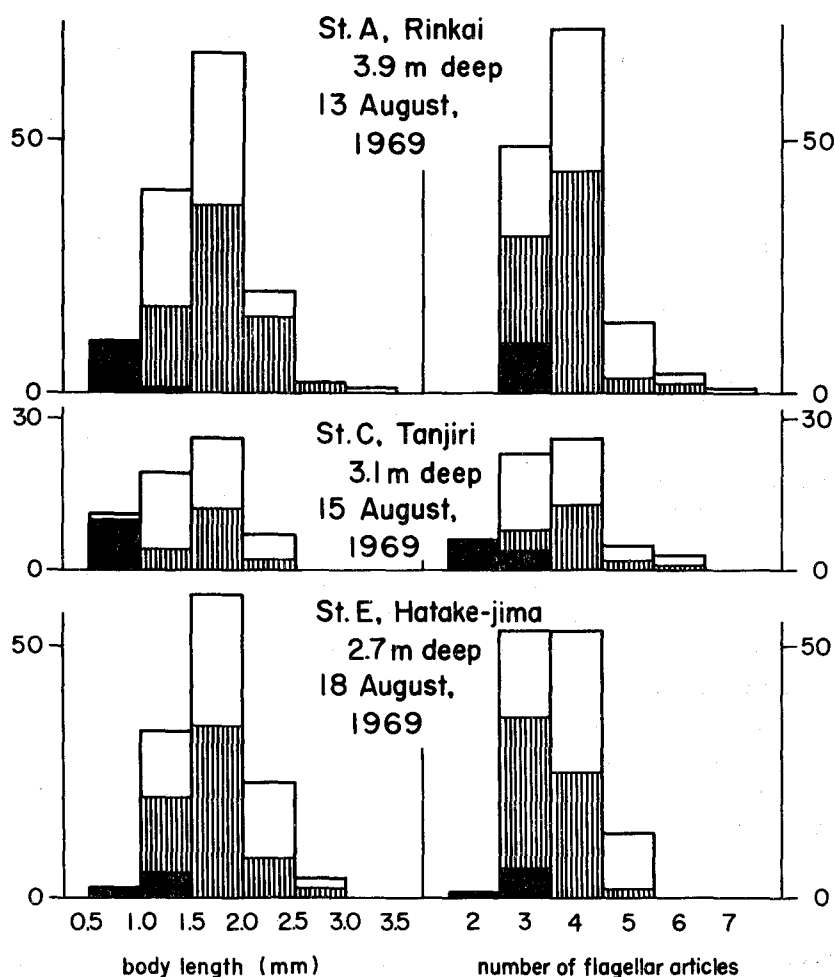 St. A, Rinkai
3.9 m deep
13 August,
1969
50
50
0
0
St. C, Tanjiri
3.1 m deep
15 August,
1969
30
30
0
0
St. E, Hatake-jima
2.7 m deep
18 August,
1969
50
50
0
0
0.5 1.0 1.5 2.0 2.5 3.0 3.5
2 3 4 5 6 7
body length (mm)
number of flagellar articles